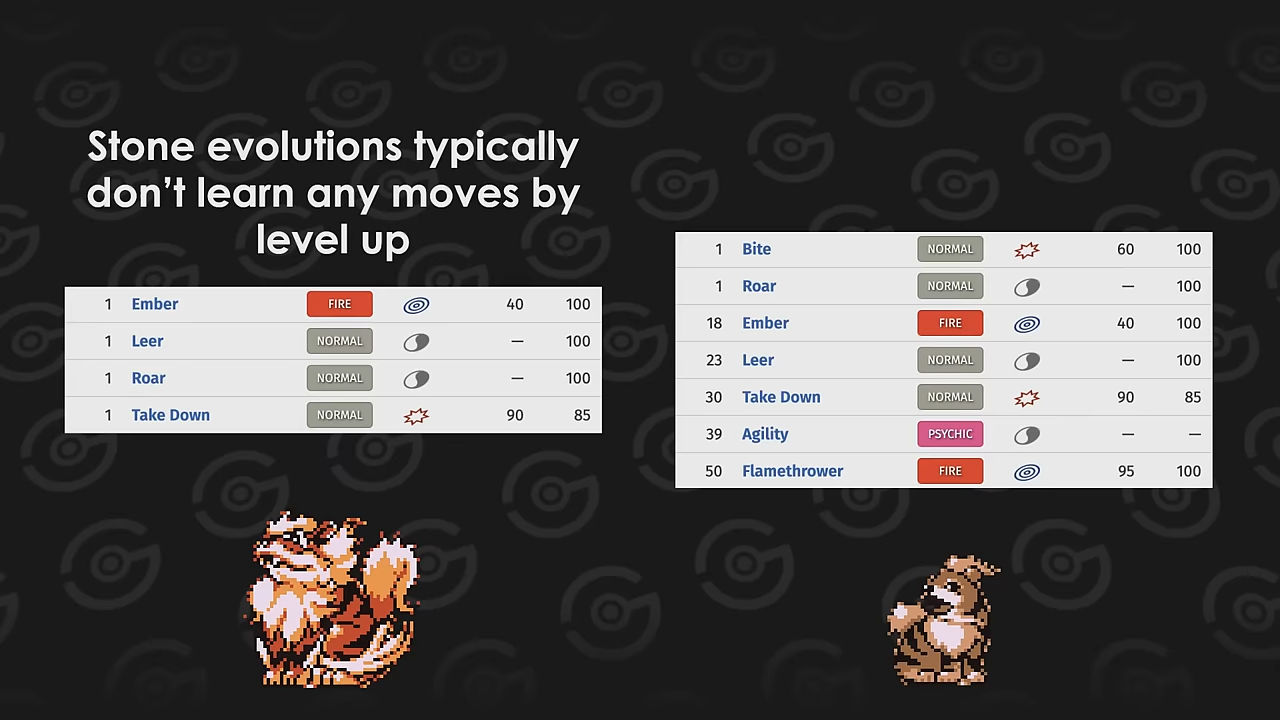 Stone evolutions typically
don't learn any moves by
level up
1 Ember FIRE 40 100
1 Leer NORMAL — 100
1 Roar NORMAL — 100
1 Take Down NORMAL 90 85
1 Bite NORMAL 60 100
1 Roar NORMAL — 100
18 Ember FIRE 40 100
23 Leer NORMAL — 100
30 Take Down NORMAL 90 85
39 Agility PSYCHIC — —
50 Flamethrower FIRE 95 100